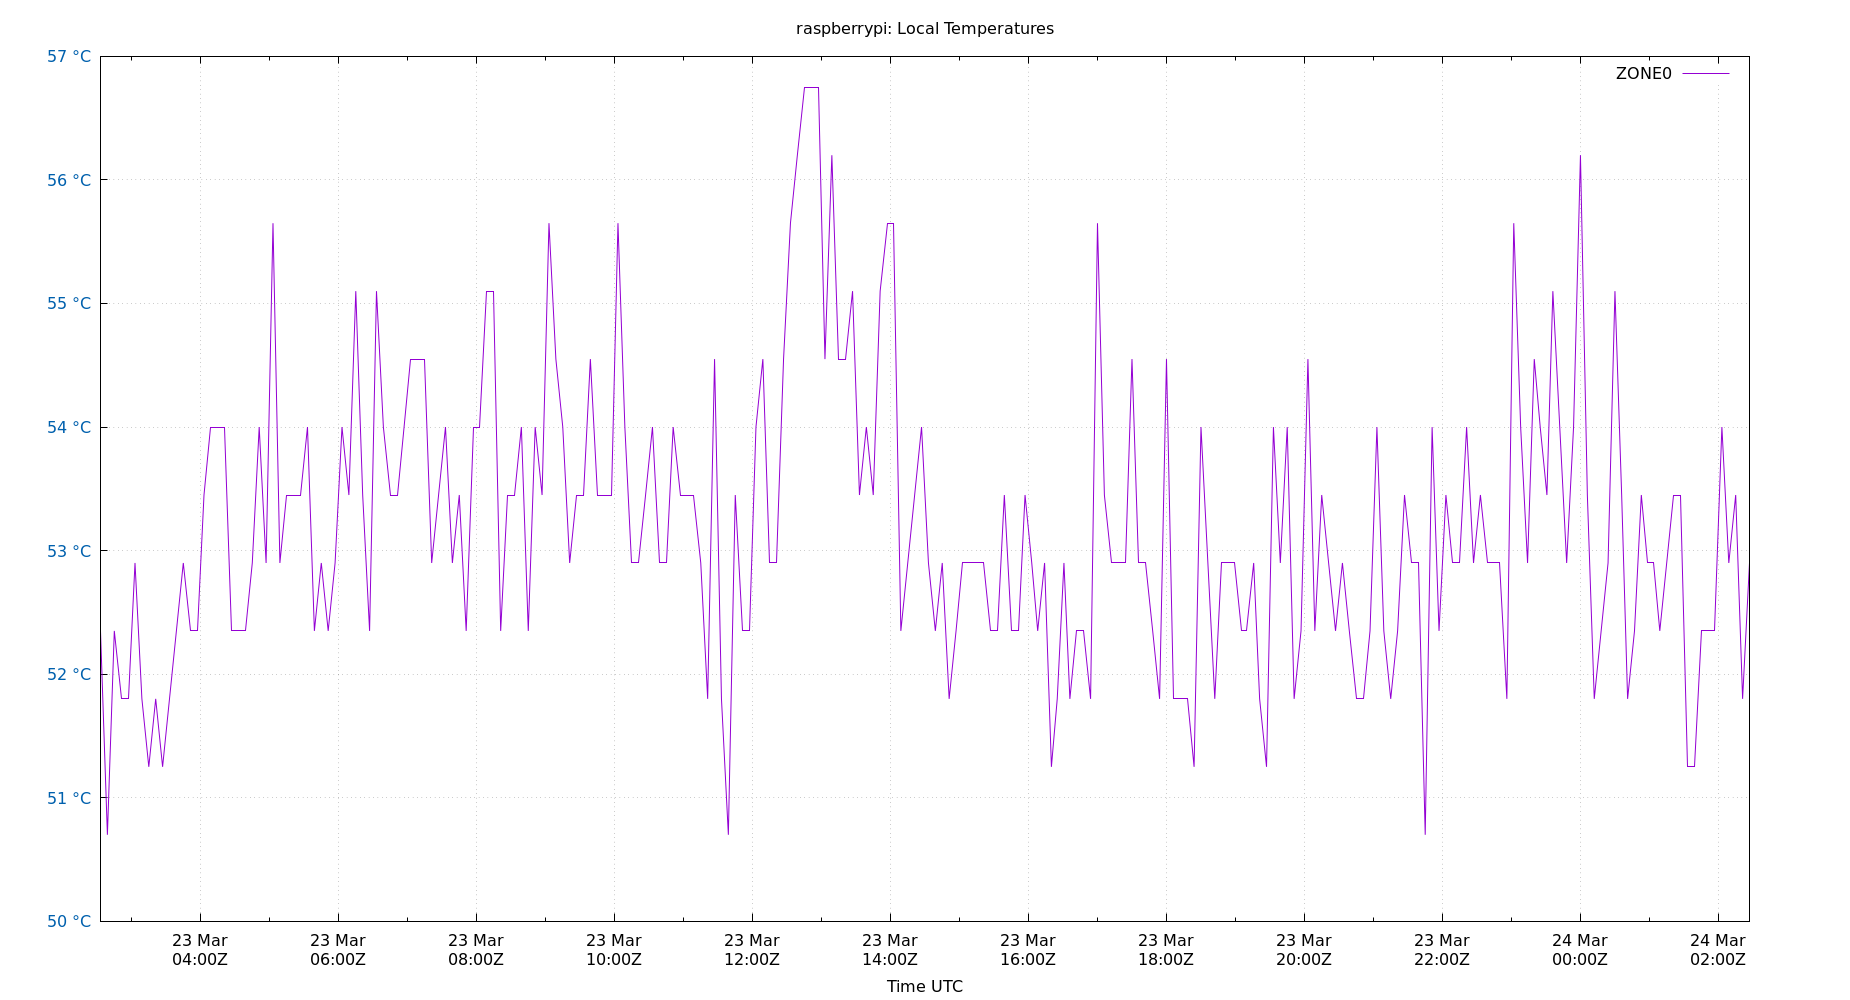 raspberrypi: Local Temperatures
57 °C
ZONE0
56 °C
55 °C
54 °C
53 °C
52 °C
51 °C
50 °C
23 Mar 23 Mar 23 Mar 23 Mar 23 Mar 23 Mar 23 Mar 23 Mar 23 Mar 23 Mar 24 Mar 24 Mar
04:00Z 06:00Z 08:00Z 10:00Z 12:00Z 14:00Z 16:00Z 18:00Z 20:00Z 22:00Z 00:00Z 02:00Z
Time UTC